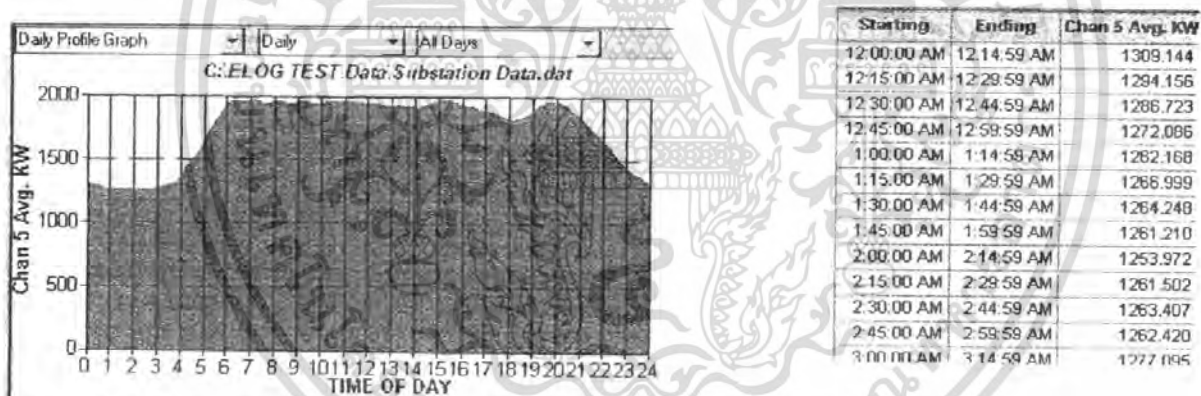 Daily Profile Graph Daily All Days
C:\ELOG TEST\Data\Substation Data.dat
2000
1500
1000
500
0
Chan 5 Avg. KW
0 1 2 3 4 5 6 7 8 9 10 11 12 13 14 15 16 17 18 19 20 21 22 23 24
TIME OF DAY
Starting Ending Chan 5 Avg. KW
12:00:00 AM 12:14:59 AM 1309.144
12:15:00 AM 12:29:59 AM 1294.156
12:30:00 AM 12:44:59 AM 1286.723
12:45:00 AM 12:59:59 AM 1272.086
1:00:00 AM 1:14:59 AM 1262.168
1:15:00 AM 1:29:59 AM 1266.999
1:30:00 AM 1:44:59 AM 1264.248
1:45:00 AM 1:59:59 AM 1261.210
2:00:00 AM 2:14:59 AM 1253.972
2:15:00 AM 2:29:59 AM 1261.502
2:30:00 AM 2:44:59 AM 1263.407
2:45:00 AM 2:59:59 AM 1262.420
3:00:00 AM 3:14:59 AM 1277.095